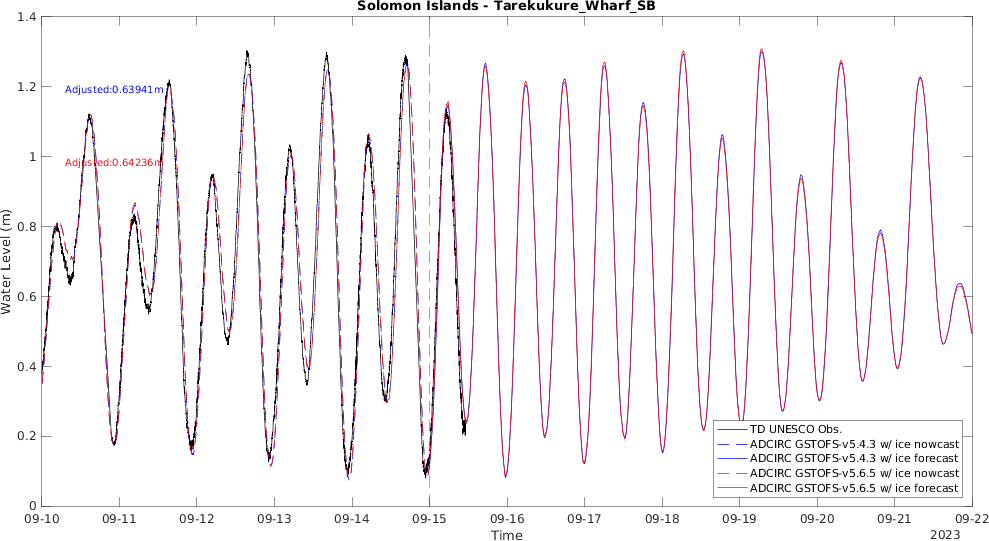 Solomon Islands - Tarekukure_Wharf_SB
Water Level (m)
1.4
1.2
1
0.8
0.6
0.4
0.2
0
Adjusted:0.63941m
Adjusted:0.64236m
TD UNESCO Obs.
ADCIRC GSTOFS-v5.4.3 w/ ice nowcast
ADCIRC GSTOFS-v5.4.3 w/ ice forecast
ADCIRC GSTOFS-v5.6.5 w/ ice nowcast
ADCIRC GSTOFS-v5.6.5 w/ ice forecast
09-10 09-11 09-12 09-13 09-14 09-15 09-16 09-17 09-18 09-19 09-20 09-21 09-22
Time
2023